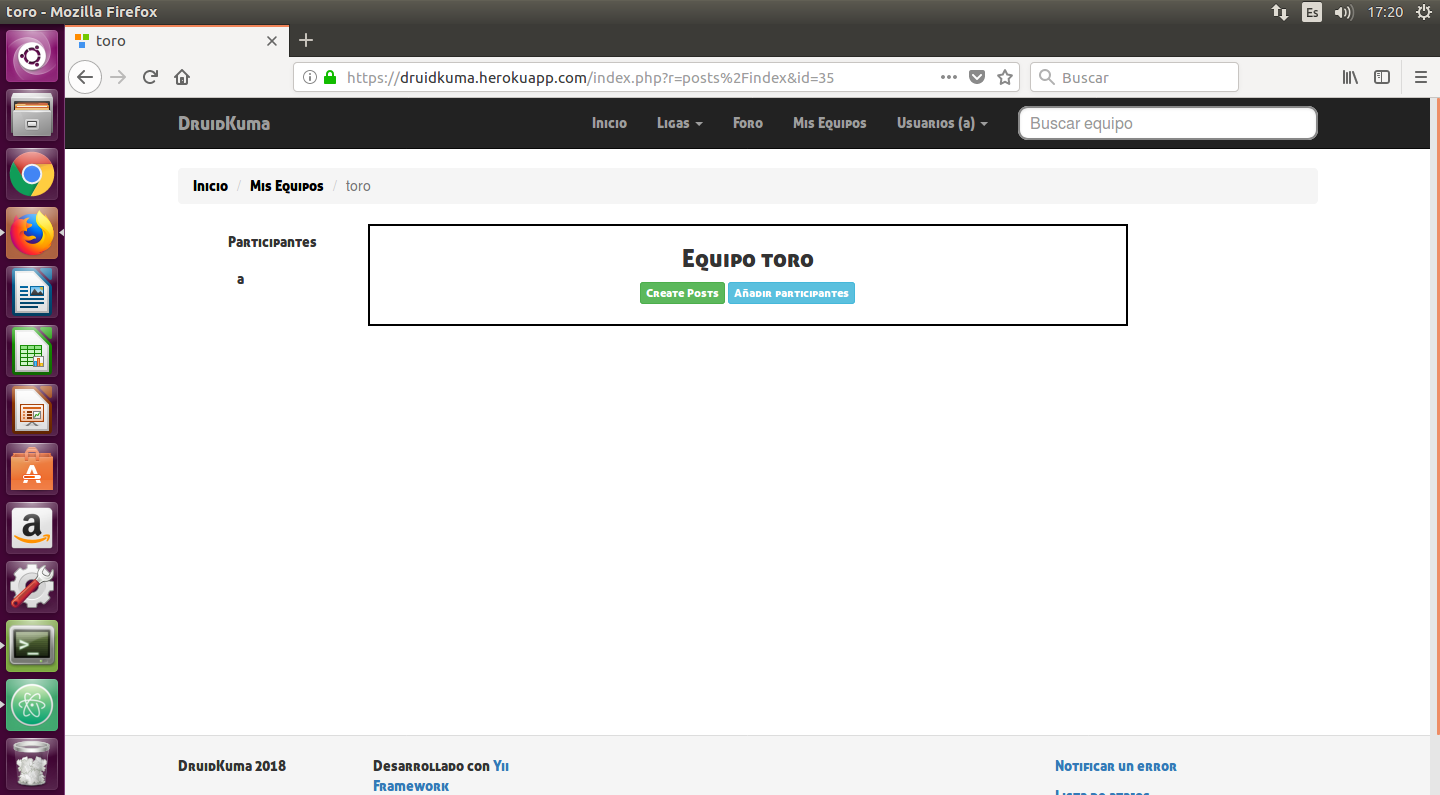 toro - Mozilla Firefox
Es
17:20
toro
https://druidkuma.herokuapp.com/index.php?r=posts%2Findex&id=35
Buscar
DruidKuma
Inicio
Ligas
Foro
Mis Equipos
Usuarios (a)
Buscar equipo
Inicio / Mis Equipos / toro
Participantes
a
Equipo toro
Create Posts
Añadir participantes
DruidKuma 2018
Desarrollado con Yii
Framework
Notificar un error